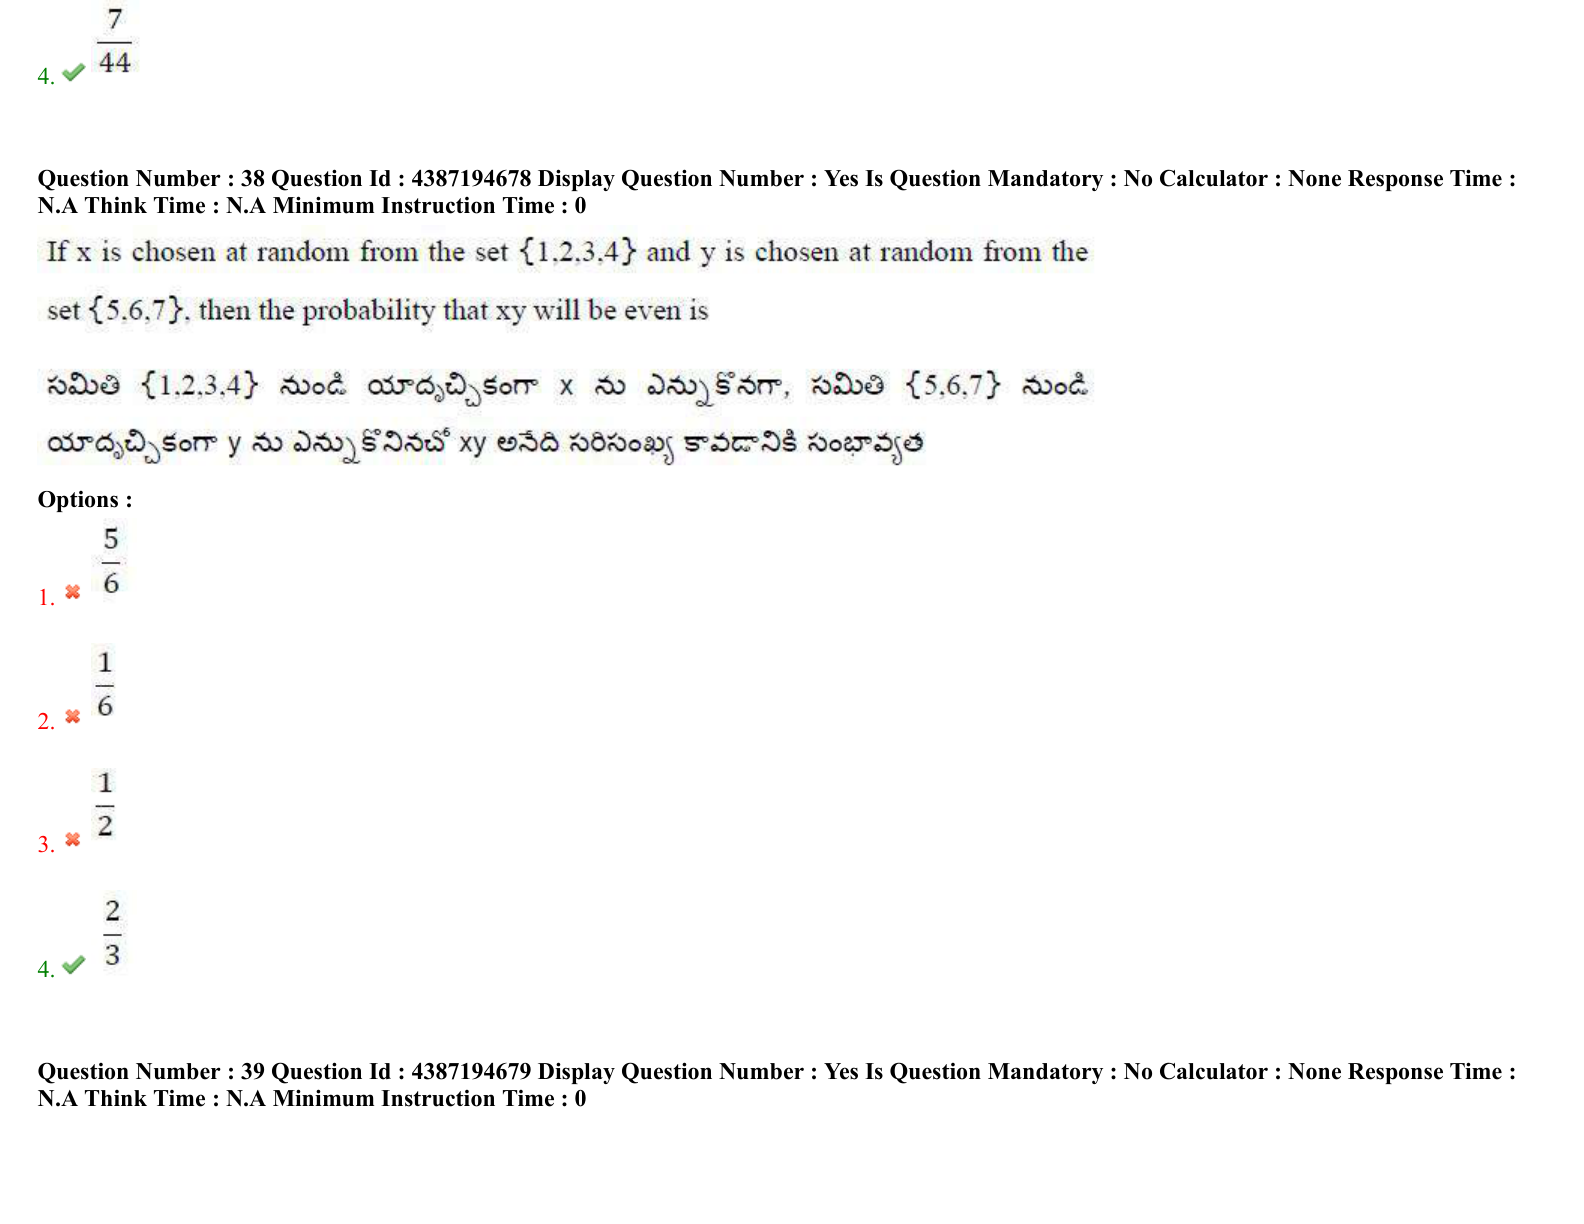 7
44
4.
Question Number : 38 Question Id : 4387194678 Display Question Number : Yes Is Question Mandatory : No Calculator : None Response Time :
N.A Think Time : N.A Minimum Instruction Time : 0
If x is chosen at random from the set {1,2,3,4} and y is chosen at random from the
set {5,6,7}, then the probability that xy will be even is
సమితి {1,2,3,4} నుండి యాదృచ్చికంగా x ను ఎన్నుకొనగా, సమితి {5,6,7} నుండి
యాదృచ్చికంగా y ను ఎన్నుకొనినచో xy అనేది సరిసంఖ్య కావడానికి సంభావ్యత
Options :
5
6
1.
1
6
2.
1
2
3.
2
3
4.
Question Number : 39 Question Id : 4387194679 Display Question Number : Yes Is Question Mandatory : No Calculator : None Response Time :
N.A Think Time : N.A Minimum Instruction Time : 0